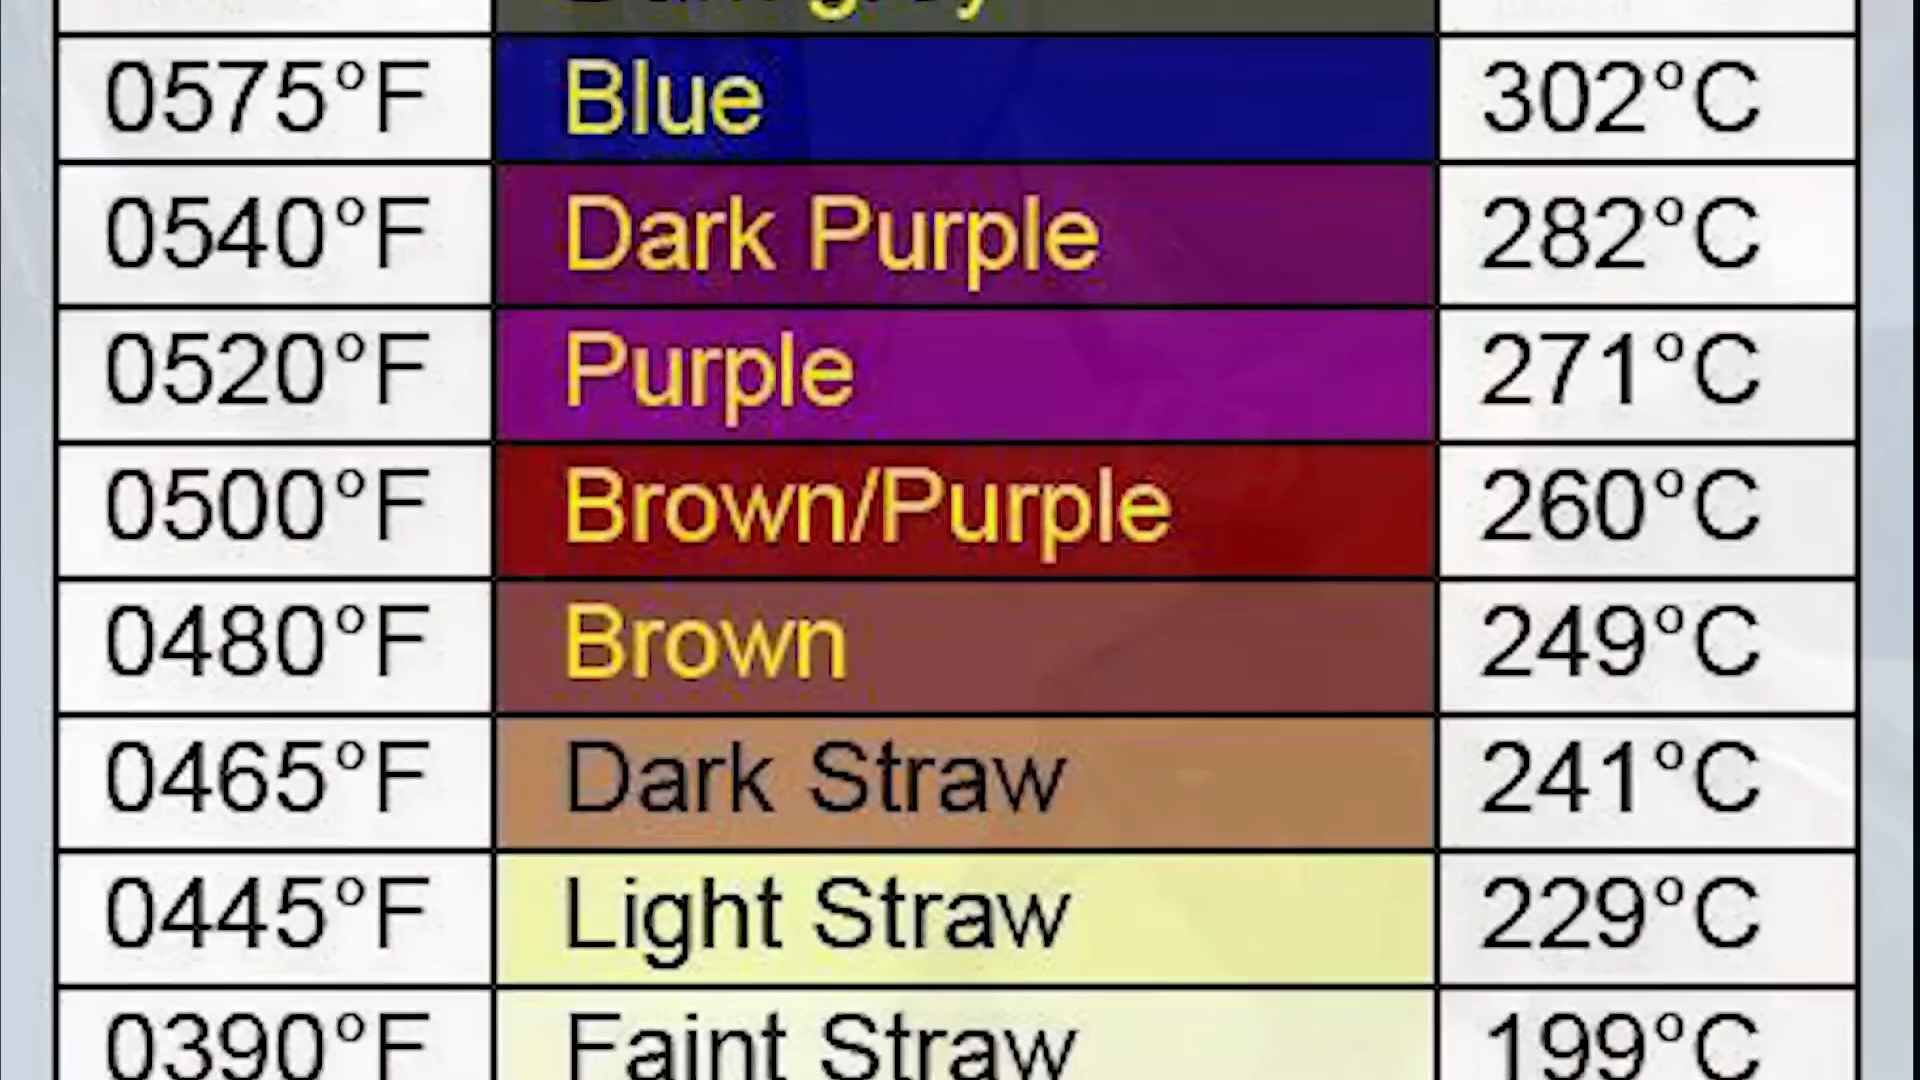 0575°F Blue 302°C
0540°F Dark Purple 282°C
0520°F Purple 271°C
0500°F Brown/Purple 260°C
0480°F Brown 249°C
0465°F Dark Straw 241°C
0445°F Light Straw 229°C
0390°F Faint Straw 199°C